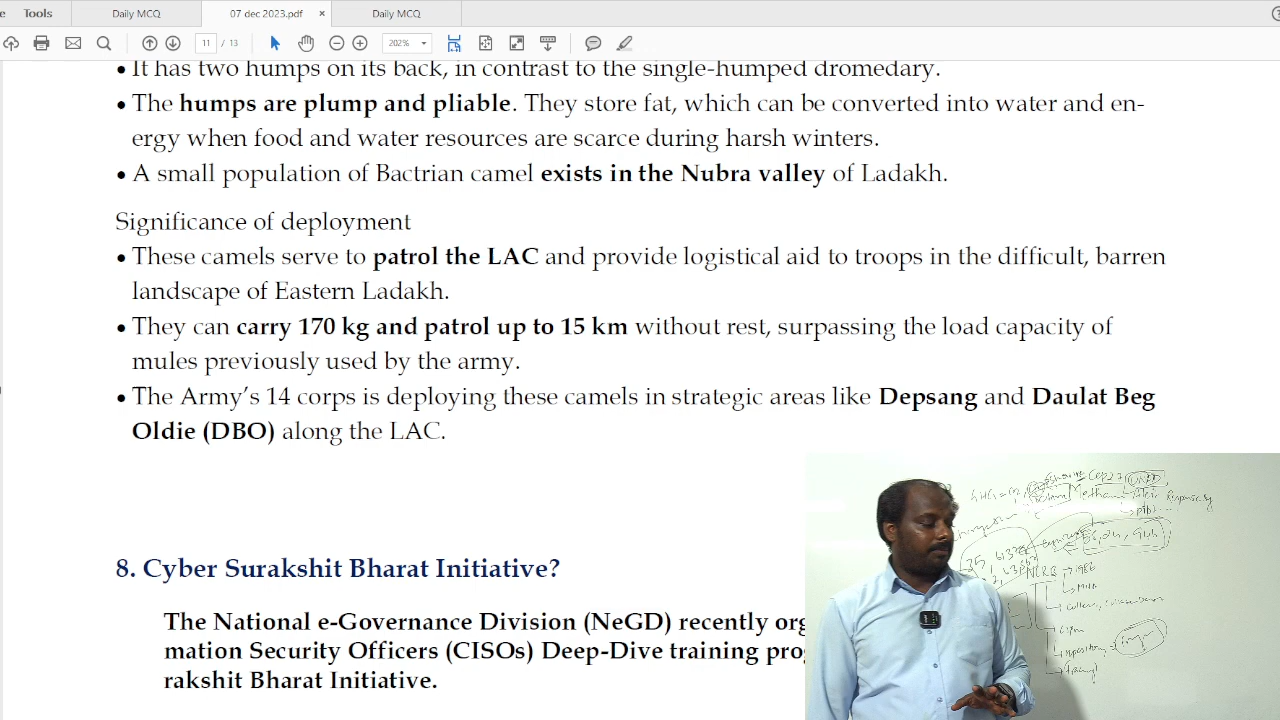 Tools
Daily MCQ
07 dec 2023.pdf ×
Daily MCQ
11 / 13
202%
• It has two humps on its back, in contrast to the single-humped dromedary.
• The humps are plump and pliable. They store fat, which can be converted into water and en-
ergy when food and water resources are scarce during harsh winters.
• A small population of Bactrian camel exists in the Nubra valley of Ladakh.
Significance of deployment
• These camels serve to patrol the LAC and provide logistical aid to troops in the difficult, barren
landscape of Eastern Ladakh.
• They can carry 170 kg and patrol up to 15 km without rest, surpassing the load capacity of
mules previously used by the army.
• The Army’s 14 corps is deploying these camels in strategic areas like Depsang and Daulat Beg
Oldie (DBO) along the LAC.
8. Cyber Surakshit Bharat Initiative?
The National e-Governance Division (NeGD) recently org
mation Security Officers (CISOs) Deep-Dive training prog
rakshit Bharat Initiative.
Methane
NCRB
1986